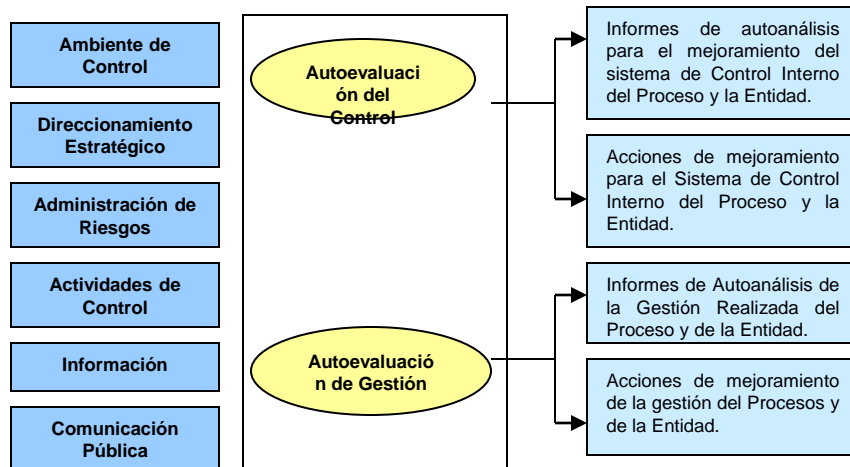 Ambiente de
Control
Direccionamiento
Estratégico
Administración de
Riesgos
Actividades de
Control
Información
Comunicación
Pública
Autoevaluaci
ón del
Control
Autoevaluació
n de Gestión
Informes de autoanálisis
para el mejoramiento del
sistema de Control Interno
del Proceso y la Entidad.
Acciones de mejoramiento
para el Sistema de Control
Interno del Proceso y la
Entidad.
Informes de Autoanálisis de
la Gestión Realizada del
Proceso y de la Entidad.
Acciones de mejoramiento
de la gestión del Procesos y
de la Entidad.